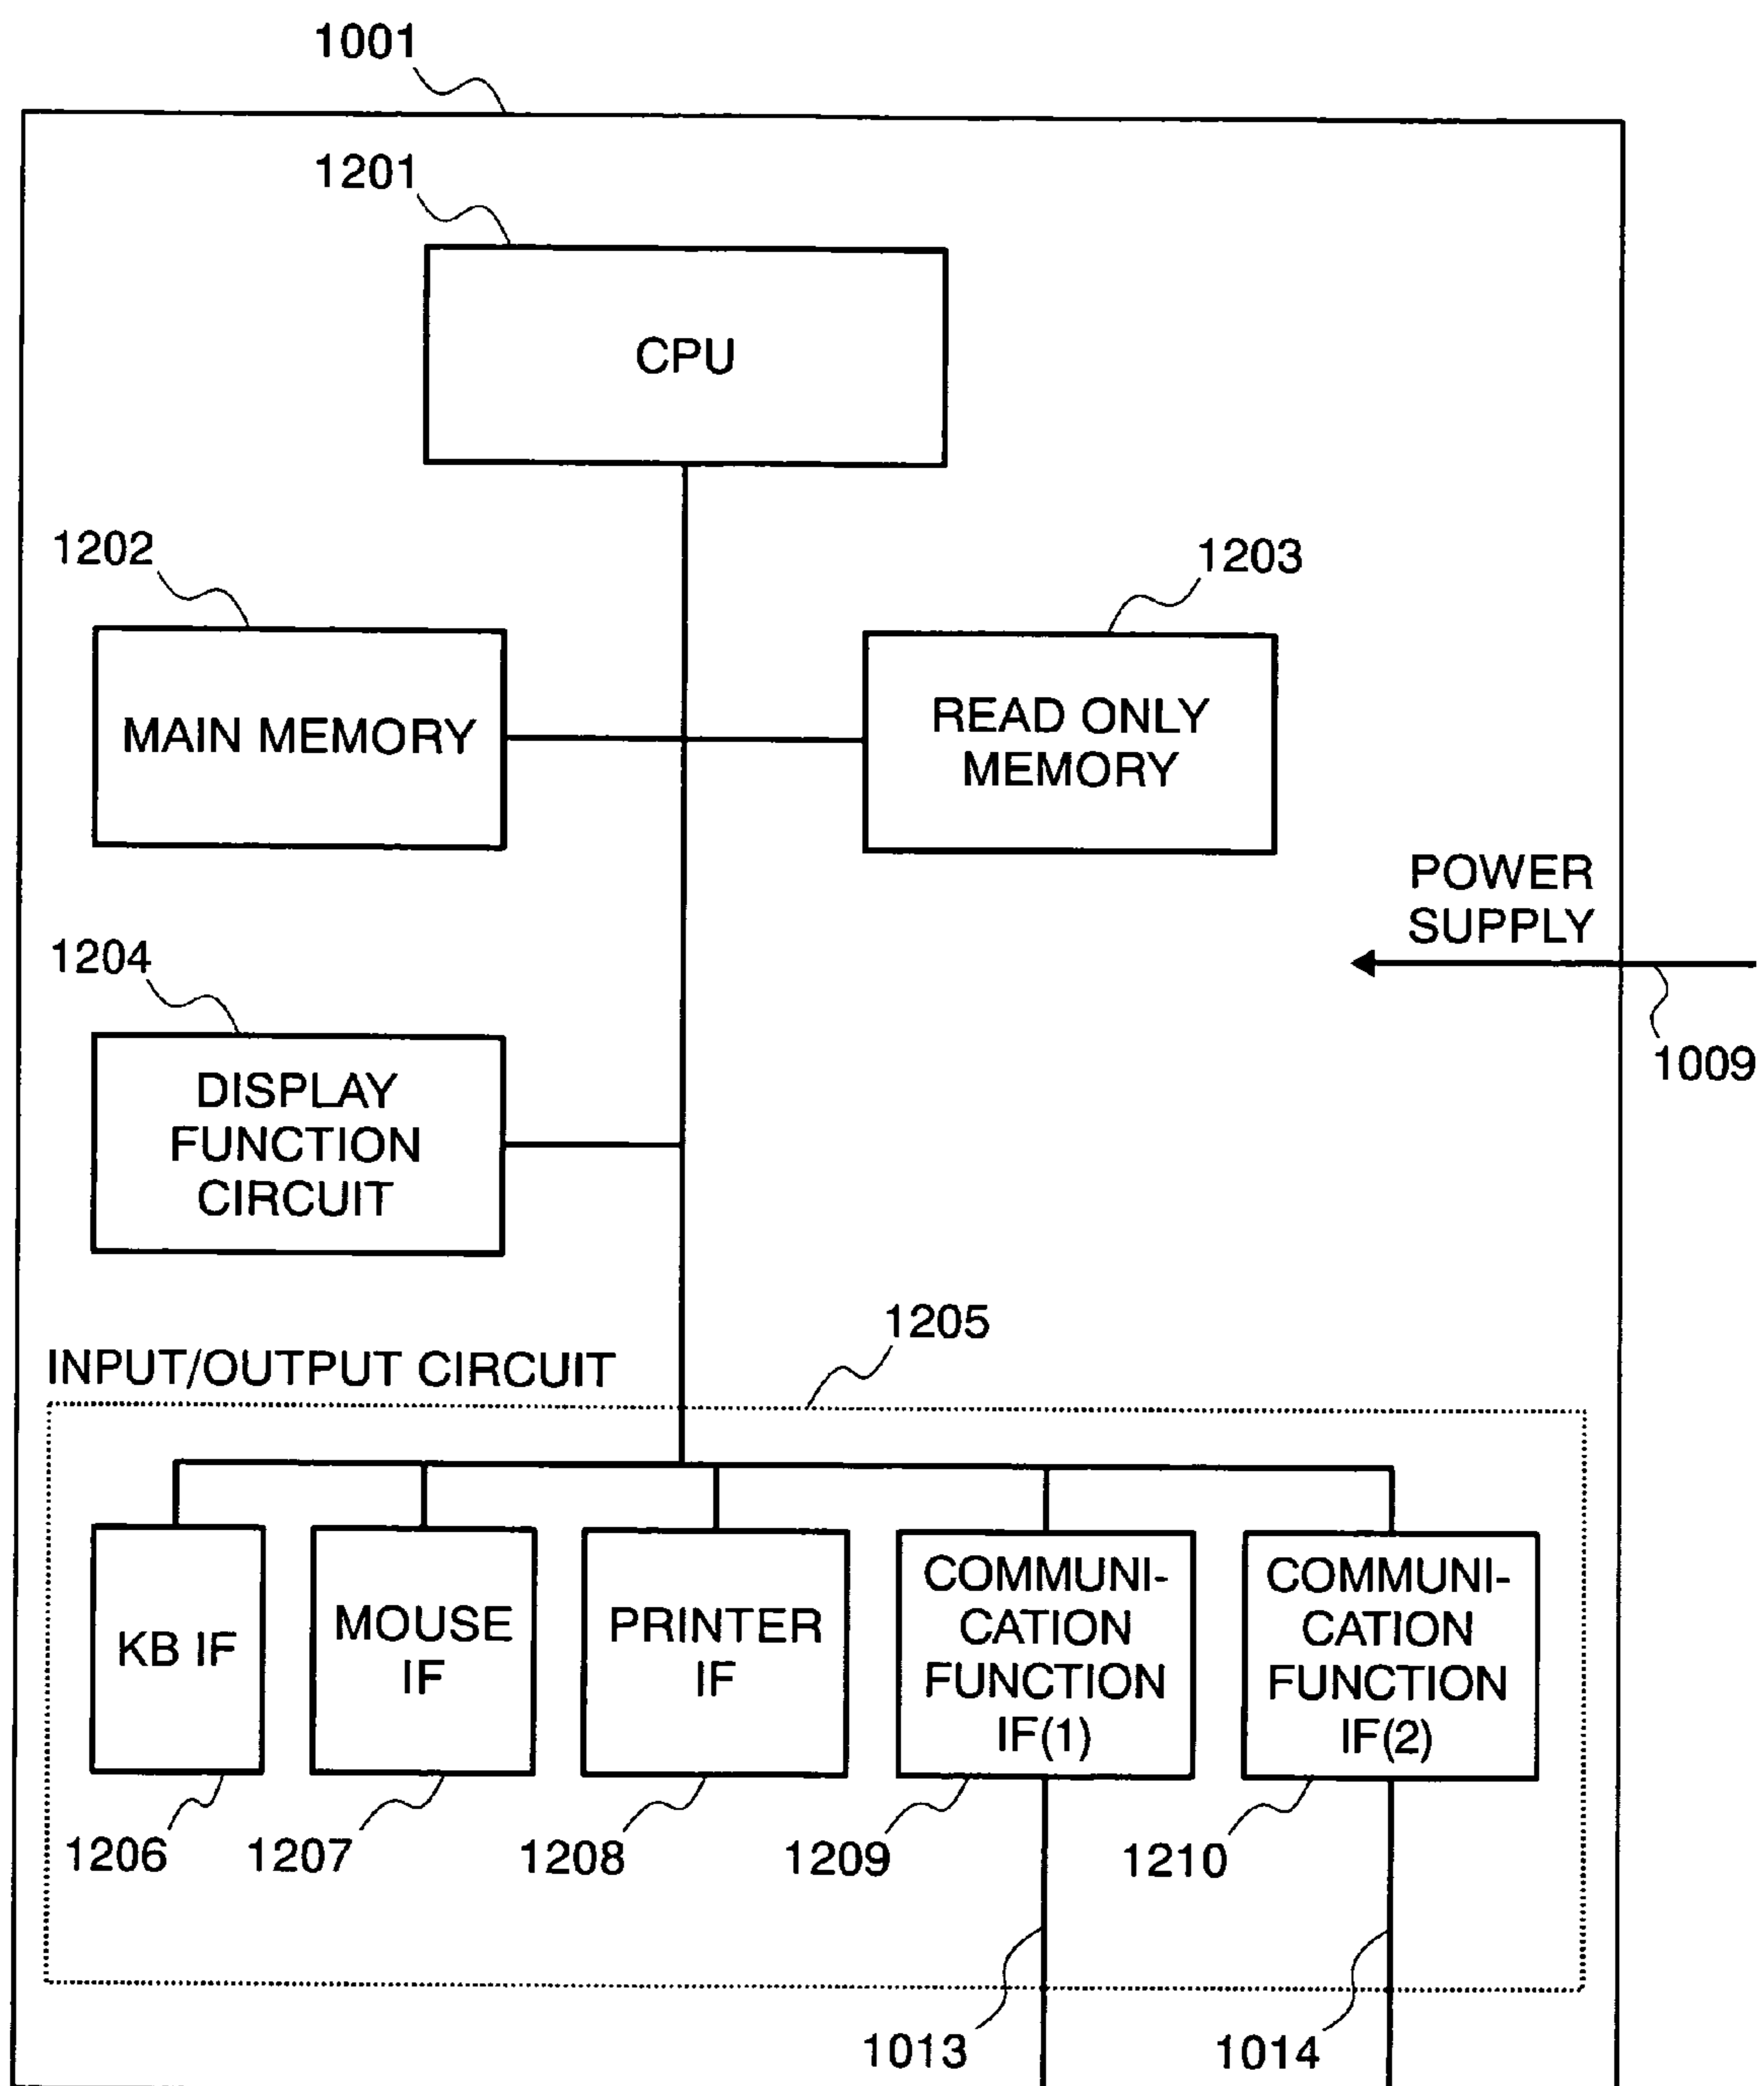 1001
1201
CPU
1202
1203
MAIN MEMORY
READ ONLY
MEMORY
POWER
SUPPLY
1204
1009
DISPLAY
FUNCTION
CIRCUIT
1205
INPUT/OUTPUT CIRCUIT
KB IF
MOUSE
IF
PRINTER
IF
COMMUNI-
CATION
FUNCTION
IF(1)
COMMUNI-
CATION
FUNCTION
IF(2)
1206
1207
1208
1209
1210
1013
1014